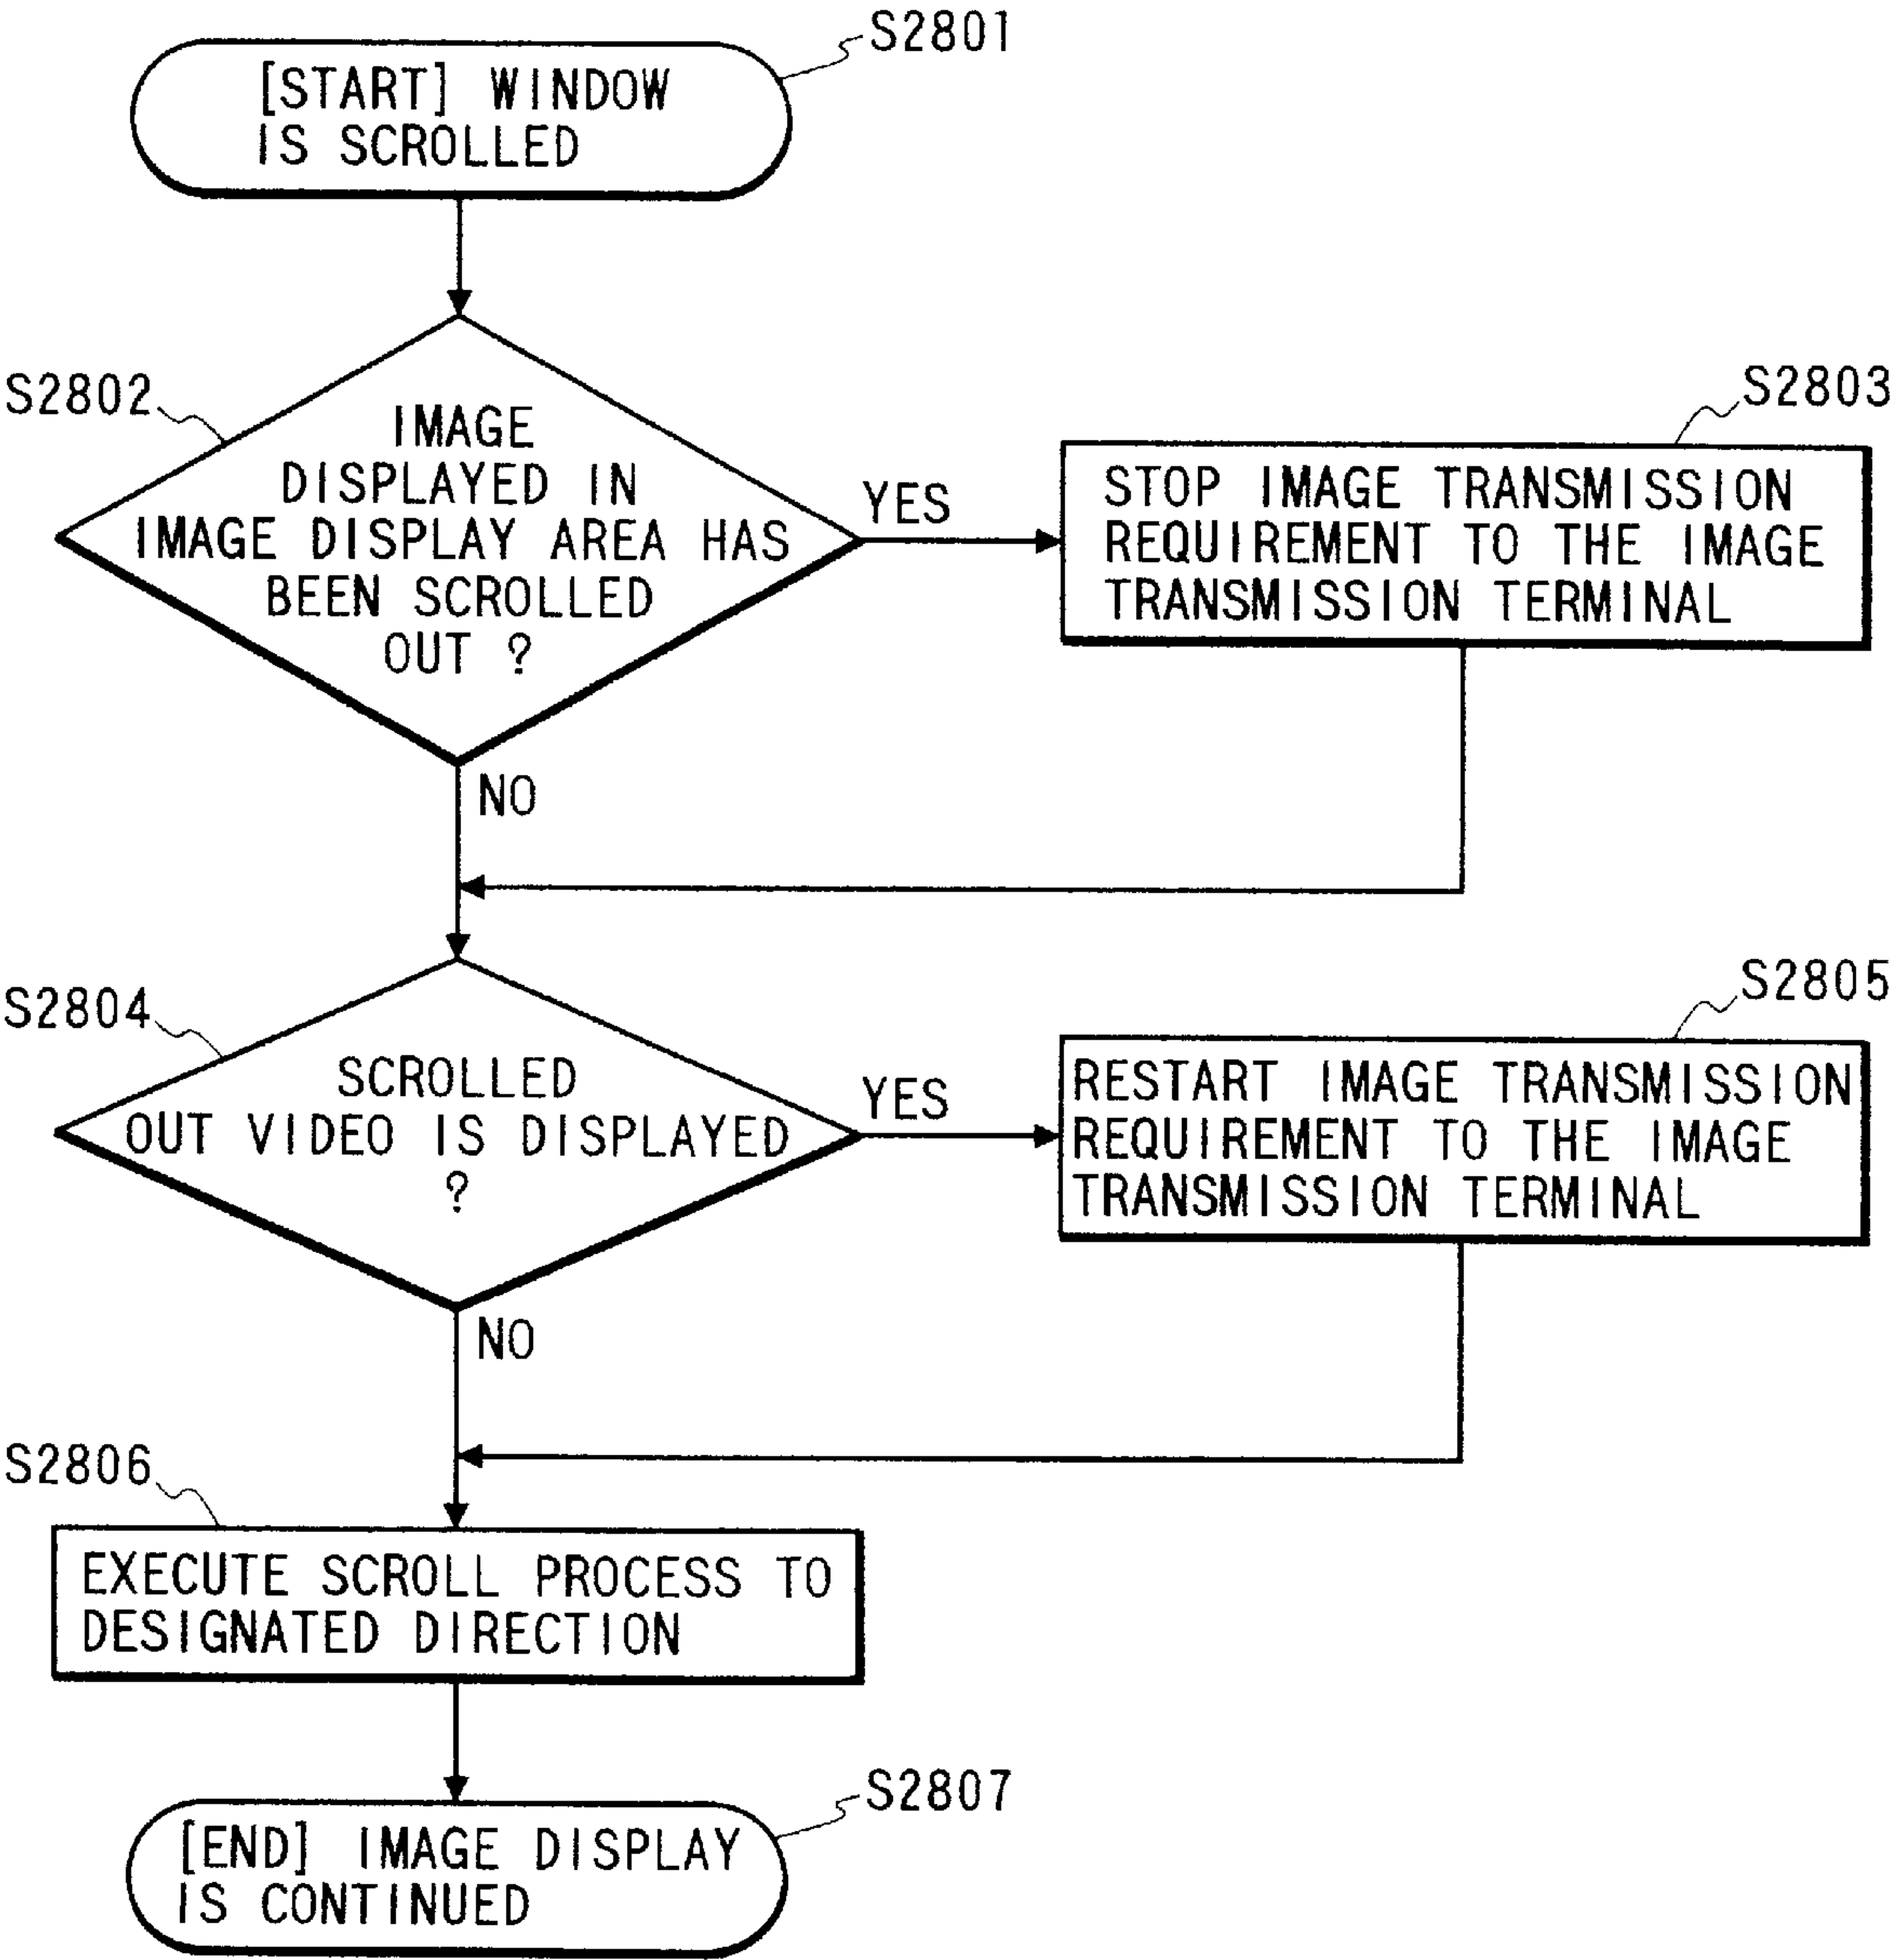 S2801
[START] WINDOW
IS SCROLLED
S2802
IMAGE
DISPLAYED IN
IMAGE DISPLAY AREA HAS
BEEN SCROLLED
OUT ?
YES
S2803
STOP IMAGE TRANSMISSION
REQUIREMENT TO THE IMAGE
TRANSMISSION TERMINAL
NO
S2804
SCROLLED
OUT VIDEO IS DISPLAYED
?
YES
S2805
RESTART IMAGE TRANSMISSION
REQUIREMENT TO THE IMAGE
TRANSMISSION TERMINAL
NO
S2806
EXECUTE SCROLL PROCESS TO
DESIGNATED DIRECTION
S2807
[END] IMAGE DISPLAY
IS CONTINUED